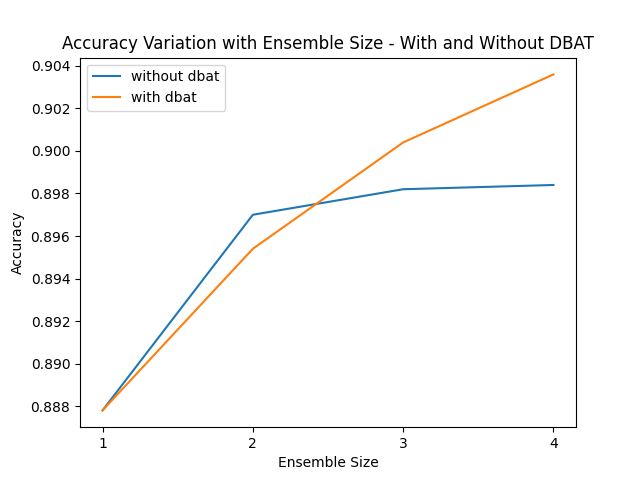 Accuracy Variation with Ensemble Size - With and Without DBAT
without dbat
with dbat
0.904
0.902
0.900
0.898
0.896
0.894
0.892
0.890
0.888
Accuracy
1 2 3 4
Ensemble Size